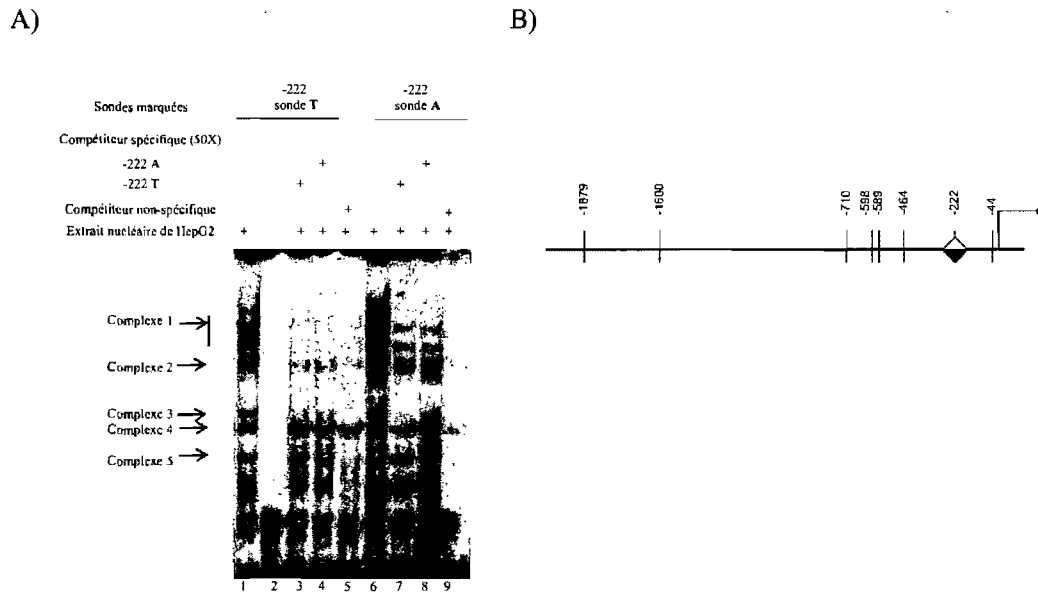 A)
B)
Sondes marquées
-222
sonde T
-222
sonde A
Compétiteur spécifique (50X)
-222 A + +
-222 T + +
Compétiteur non-spécifique + +
Extrait nucléaire de HepG2 + + + + + + + +
Complexe 1
Complexe 2
Complexe 3
Complexe 4
Complexe 5
1 2 3 4 5 6 7 8 9
-1879 -1600 -710 -598 -589 -464 -222 -44